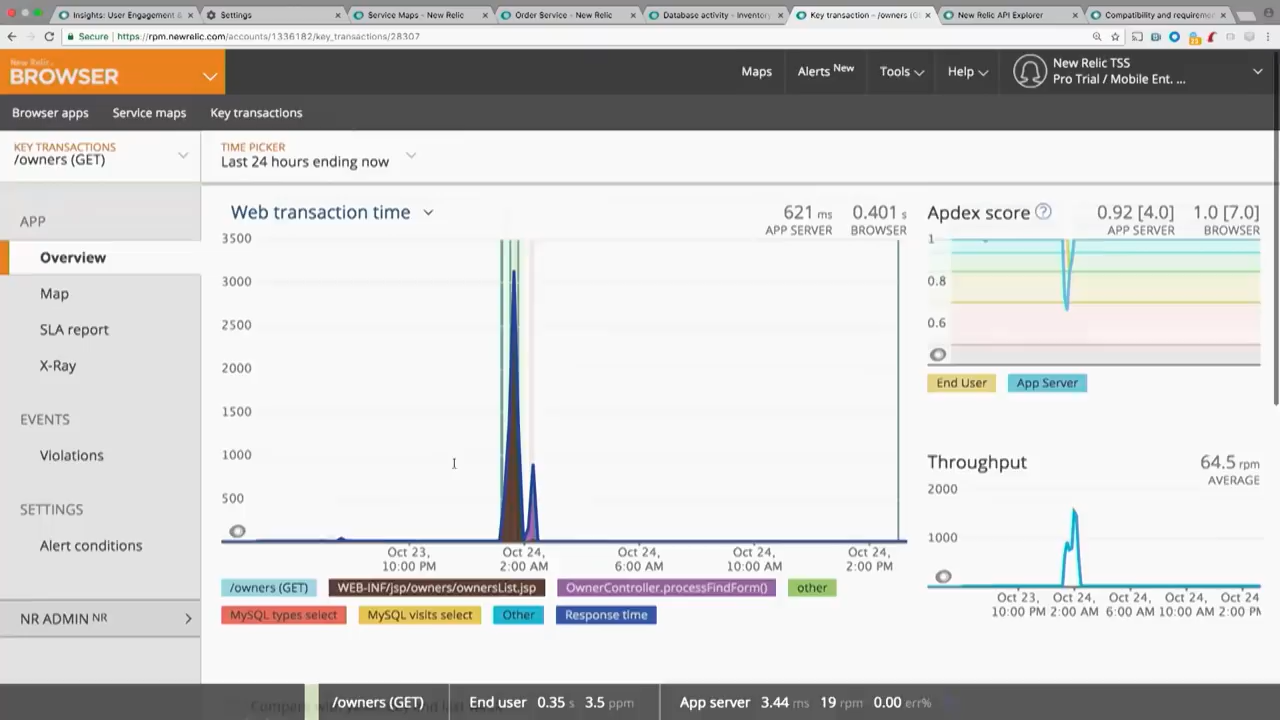 Insights: User Engagement &
Settings
Service Maps - New Relic
Order Service - New Relic
Database activity - Inventory
Key transaction – /owners (G
New Relic API Explorer
Compatibility and requireme
Secure | https://rpm.newrelic.com/accounts/1336182/key_transactions/28307
New Relic
BROWSER
Maps
Alerts New
Tools
Help
New Relic TSS
Pro Trial / Mobile Ent. ...
Browser apps
Service maps
Key transactions
KEY TRANSACTIONS
/owners (GET)
TIME PICKER
Last 24 hours ending now
APP
Overview
Map
SLA report
X-Ray
EVENTS
Violations
SETTINGS
Alert conditions
NR ADMIN NR
Web transaction time
621 ms
APP SERVER
0.401 s
BROWSER
3500
3000
2500
2000
1500
1000
500
Oct 23,
10:00 PM
Oct 24,
2:00 AM
Oct 24,
6:00 AM
Oct 24,
10:00 AM
Oct 24,
2:00 PM
/owners (GET)
WEB-INF/jsp/owners/ownersList.jsp
OwnerController.processFindForm()
other
MySQL types select
MySQL visits select
Other
Response time
Apdex score ?
0.92 [4.0]
APP SERVER
1.0 [7.0]
BROWSER
1
0.8
0.6
End User
App Server
Throughput
64.5 rpm
AVERAGE
2000
1000
Oct 23,
10:00 PM
Oct 24,
2:00 AM
Oct 24,
6:00 AM
Oct 24,
10:00 AM
Oct 24
2:00 PM
/owners (GET)
End user 0.35 s 3.5 ppm
App server 3.44 ms 19 rpm 0.00 err%